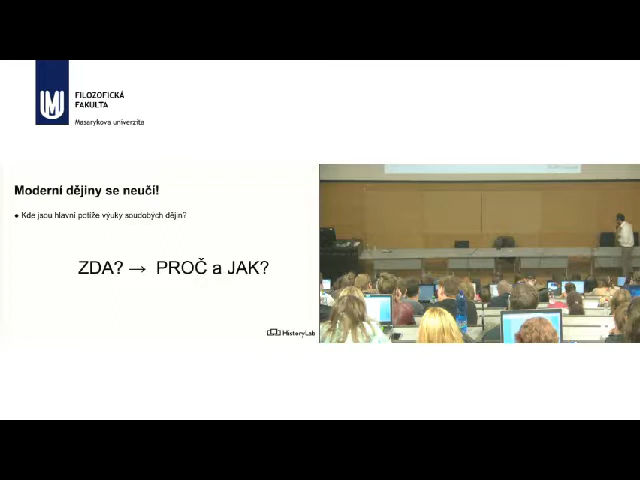 FILOZOFICKÁ
FAKULTA
Masarykova univerzita
Moderní dějiny se neučí!
● Kde jsou hlavní potíže výuky soudobých dějin?
ZDA? → PROČ a JAK?
HistoryLab